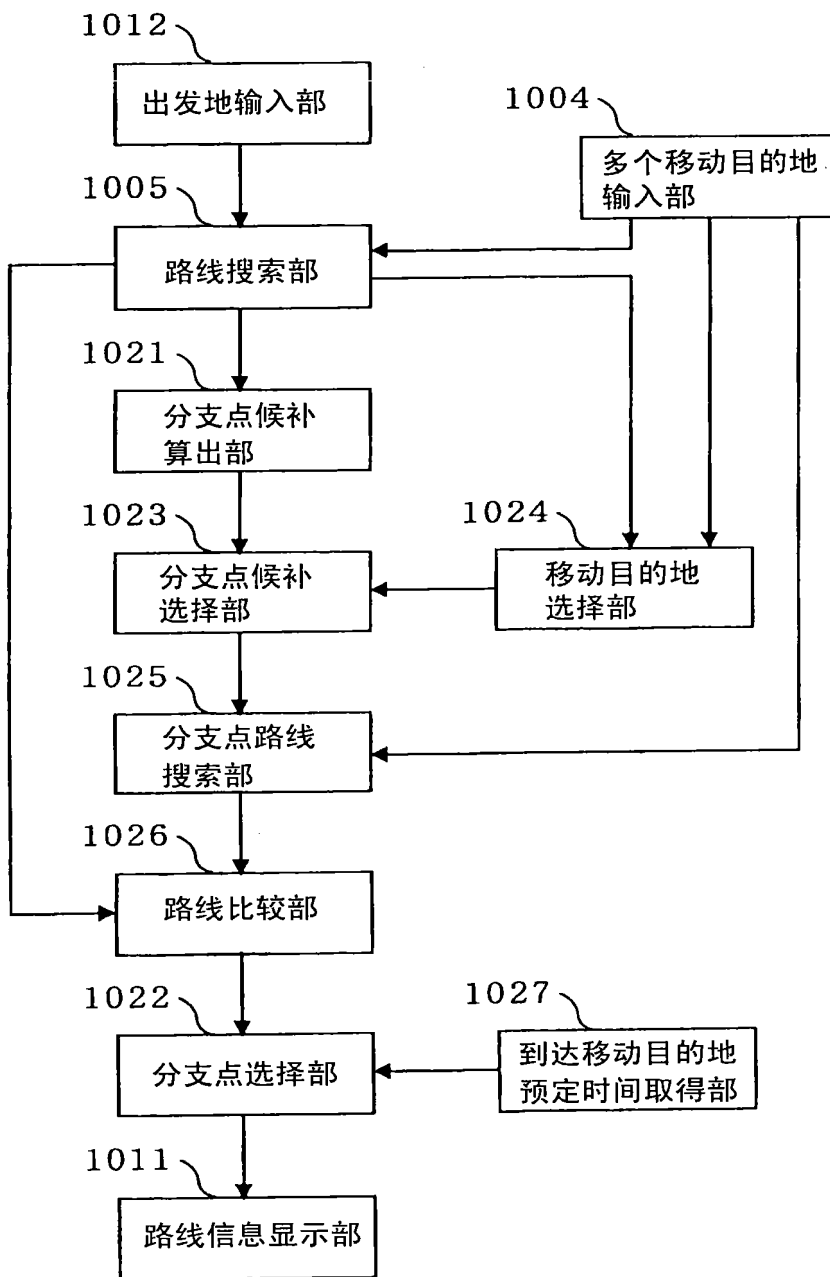 1012
出发地输入部
1004
多个移动目的地
输入部
1005
路线搜索部
1021
分支点候补
算出部
1023
分支点候补
选择部
1024
移动目的地
选择部
1025
分支点路线
搜索部
1026
路线比较部
1022
分支点选择部
1027
到达移动目的地
预定时间取得部
1011
路线信息显示部